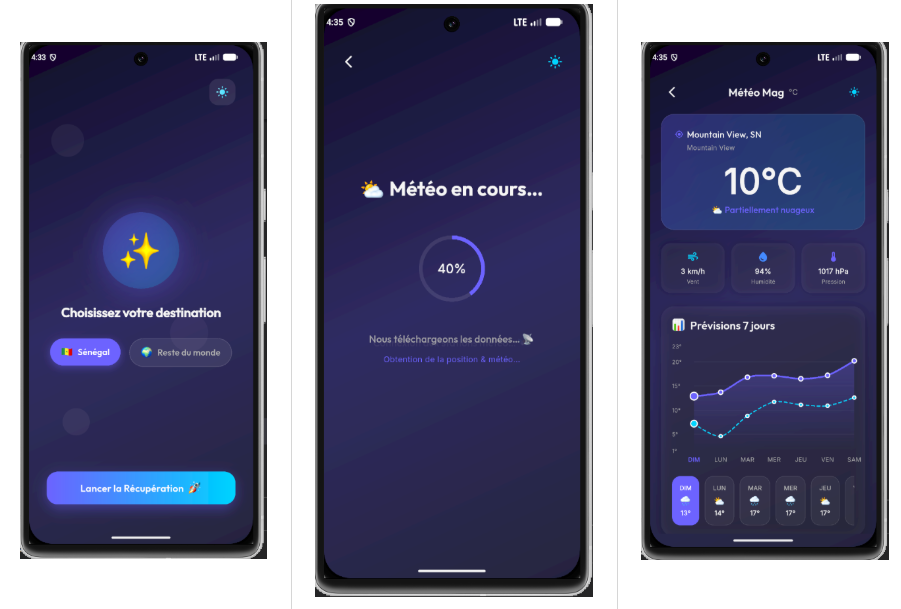 4:33
LTE
Choisissez votre destination
Sénégal
Reste du monde
Lancer la Récupération
4:35
LTE
Météo en cours...
40%
Nous téléchargeons les données...
Obtention de la position & météo...
4:35
LTE
Météo Mag °C
Mountain View, SN
Mountain View
10°C
Partiellement nuageux
3 km/h
Vent
94%
Humidité
1017 hPa
Pression
Prévisions 7 jours
23°
20°
15°
10°
5°
1°
DIM LUN MAR MER JEU VEN SAM
DIM LUN MAR MER JEU
13° 14° 17° 17° 17°